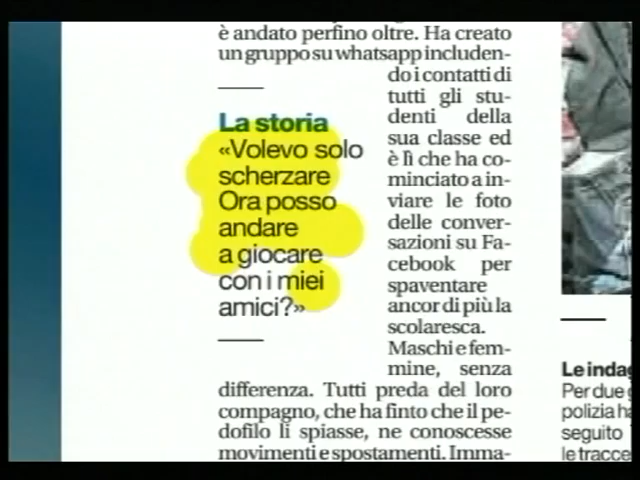 è andato perfino oltre. Ha creato
un gruppo su whatsapp includen-
do i contatti di
tutti gli stu-
denti della
sua classe ed
è lì che ha co-
minciato a in-
viare le foto
delle conver-
sazioni su Fa-
cebook per
spaventare
ancor di più la
scolaresca.
Maschi e fem-
mine, senza
differenza. Tutti preda del loro
compagno, che ha finto che il pe-
dofilo li spiasse, ne conoscesse
movimenti e spostamenti. Imma-
La storia
«Volevo solo
scherzare
Ora posso
andare
a giocare
con i miei
amici?»
Le indag
Per due g
polizia ha
seguito
le tracce